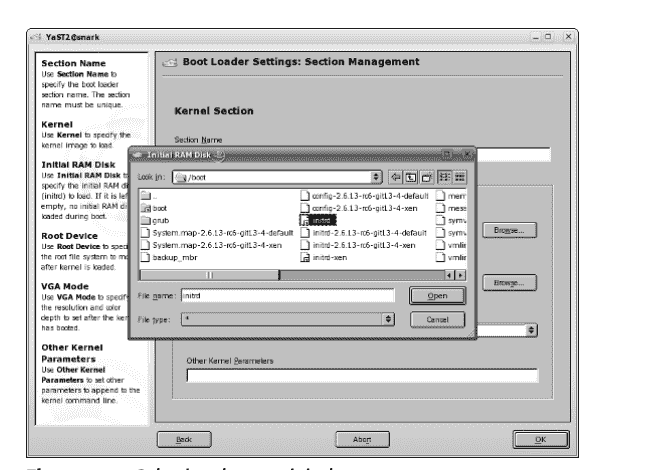 YaST2@snark
Section Name
Use Section Name to
specify the boot loader
section name. The section
name must be unique.
Kernel
Use Kernel to specify the
kernel image to load.
Initial RAM Disk
Use Initial RAM Disk
specify the initial RAM
(initrd) to load. If it is
empty, no initial RAM
loaded during boot.
Root Device
Use Root Device to
the root file system to
after kernel is loaded.
VGA Mode
Use VGA Mode to
the resolution and color
depth to set after the
has booted.
Other Kernel
Parameters
Use Other Kernel
Parameters to set other
parameters to append to the
kernel command line.
Boot Loader Settings: Section Management
Kernel Section
Section Name
Initial RAM Disk
Look in: /boot
..
boot
grub
System.map-2.6.13-rc6-git13-4-default
System.map-2.6.13-rc6-git13-4-xen
backup_mbr
config-2.6.13-rc6-git13-4-default
config-2.6.13-rc6-git13-4-xen
initrd
initrd-2.6.13-rc6-git13-4-default
initrd-2.6.13-rc6-git13-4-xen
initrd-xen
File name: initrd
Open
File type: *
Cancel
Browse...
Browse...
Other Kernel Parameters
Back
Abort
OK